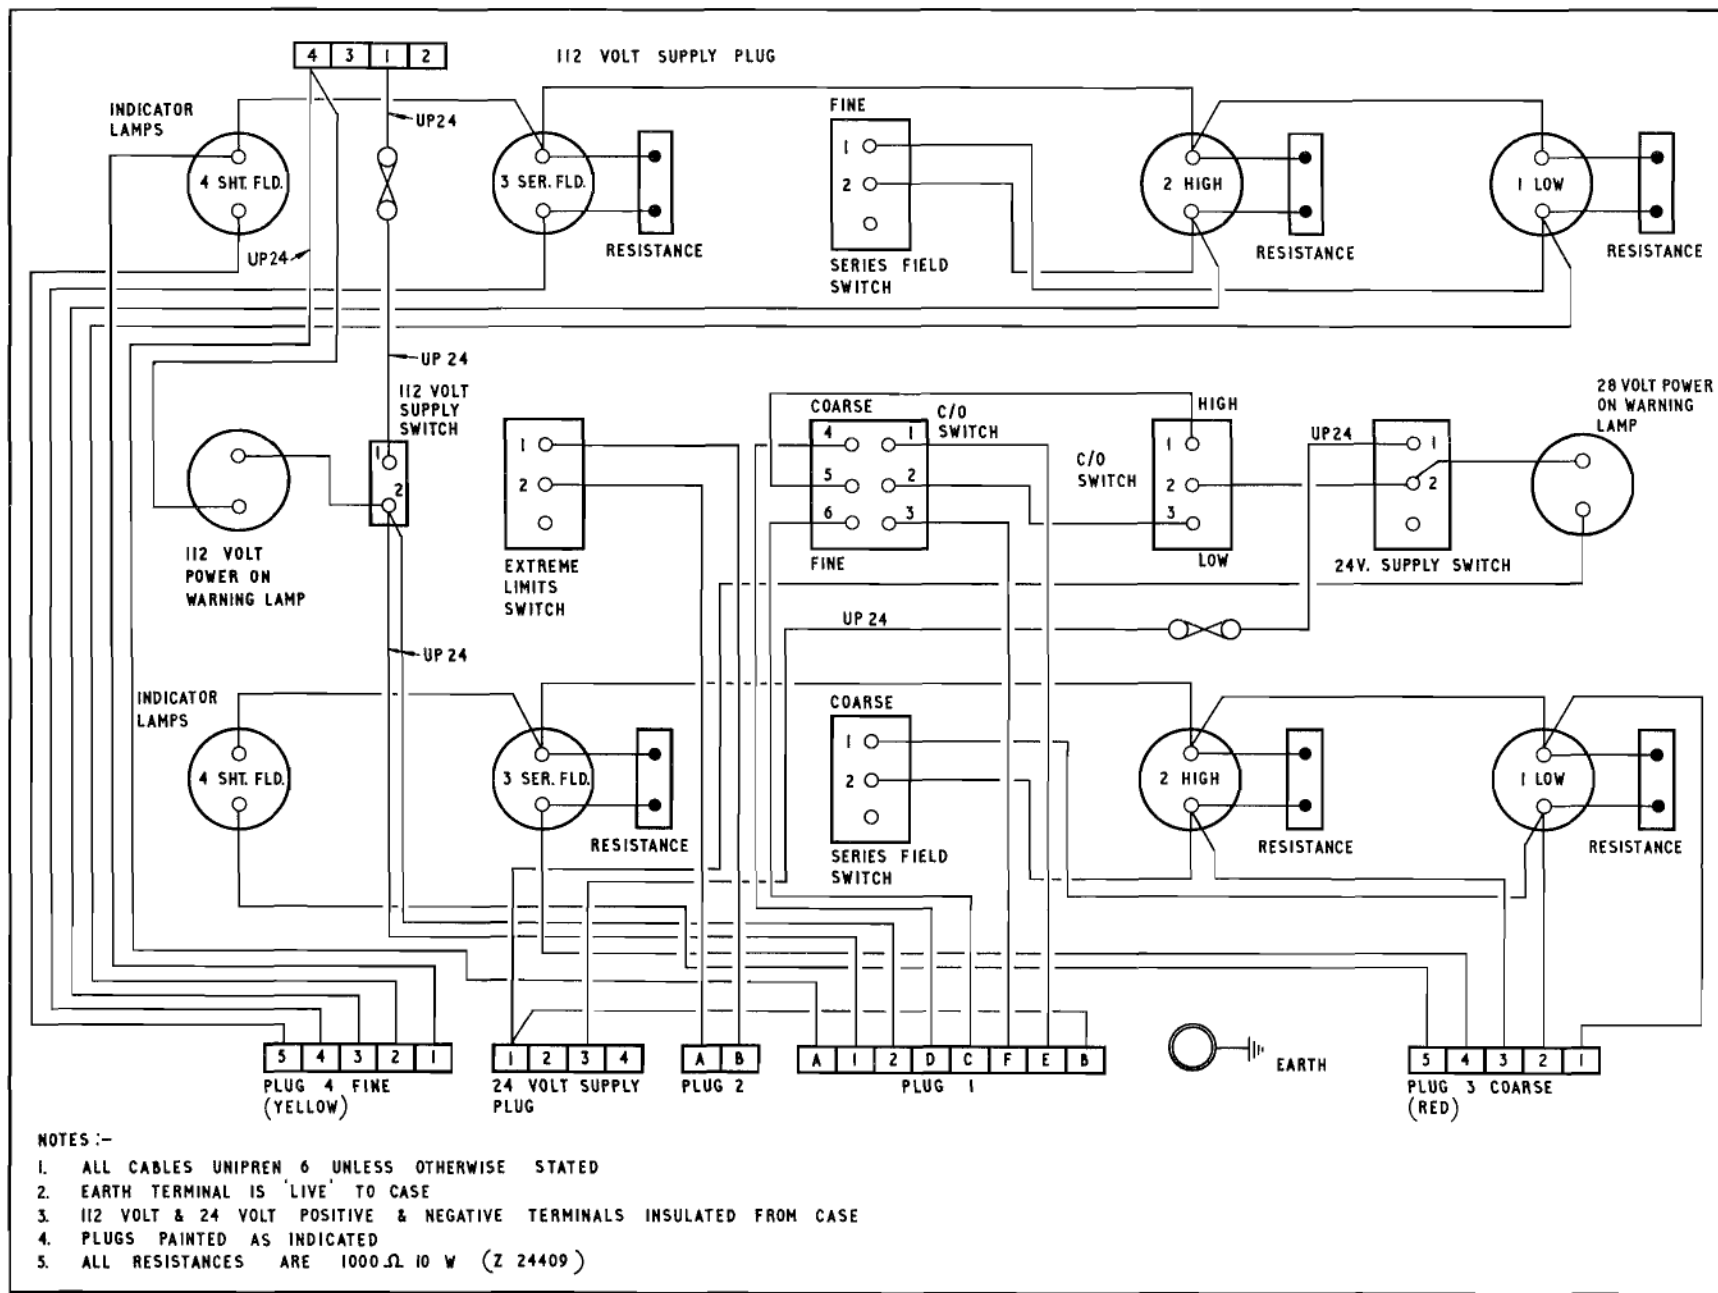 4 3 1 2
112 VOLT SUPPLY PLUG
INDICATOR
LAMPS
UP24
4 SHT. FLD.
UP24
3 SER. FLD.
RESISTANCE
FINE
1
2
SERIES FIELD
SWITCH
2 HIGH
RESISTANCE
1 LOW
RESISTANCE
UP 24
112 VOLT
SUPPLY
SWITCH
1
2
112 VOLT
POWER ON
WARNING LAMP
1
2
EXTREME
LIMITS
SWITCH
COARSE
C/O
SWITCH
4 1
5 2
6 3
FINE
HIGH
C/O
SWITCH
1
2
3
LOW
UP24
1
2
24V. SUPPLY SWITCH
28 VOLT POWER
ON WARNING
LAMP
UP 24
UP 24
INDICATOR
LAMPS
4 SHT. FLD.
3 SER. FLD.
RESISTANCE
COARSE
1
2
SERIES FIELD
SWITCH
2 HIGH
RESISTANCE
1 LOW
RESISTANCE
5 4 3 2 1
PLUG 4 FINE
(YELLOW)
1 2 3 4
24 VOLT SUPPLY
PLUG
A B
PLUG 2
A 1 2 D C F E B
PLUG 1
EARTH
5 4 3 2 1
PLUG 3 COARSE
(RED)
NOTES :-
1. ALL CABLES UNIPREN 6 UNLESS OTHERWISE STATED
2. EARTH TERMINAL IS 'LIVE' TO CASE
3. 112 VOLT & 24 VOLT POSITIVE & NEGATIVE TERMINALS INSULATED FROM CASE
4. PLUGS PAINTED AS INDICATED
5. ALL RESISTANCES ARE 1000 Ω 10 W (Z 24409)